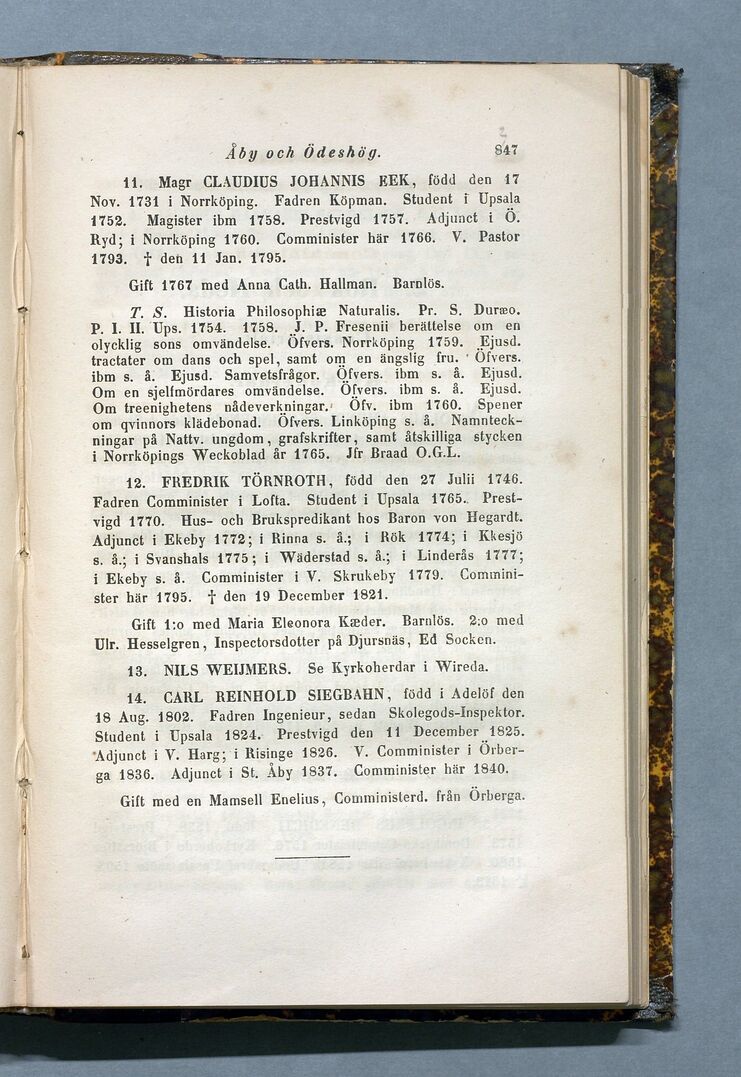 2
Åby och Ödeshög. 847
11. Magr CLAUDIUS JOHANNIS EEK, född den 17
Nov. 1731 i Norrköping. Fadren Köpman. Student i Upsala
1752. Magister ibm 1758. Prestvigd 1757. Adjunct i Ö.
Ryd; i Norrköping 1760. Comminister här 1766. V. Pastor
1793. † den 11 Jan. 1795.
Gift 1767 med Anna Cath. Hallman. Barnlös.
T. S. Historia Philosophiæ Naturalis. Pr. S. Duræo.
P. I. II. Ups. 1754. 1758. J. P. Fresenii berättelse om en
olycklig sons omvändelse. Öfvers. Norrköping 1759. Ejusd.
tractater om dans och spel, samt om en ängslig fru. Öfvers.
ibm s. å. Ejusd. Samvetsfrågor. Öfvers. ibm s. å. Ejusd.
Om en sjelfmördares omvändelse. Öfvers. ibm s. å. Ejusd.
Om treenighetens nådeverkningar. Öfv. ibm 1760. Spener
om qvinnors klädebonad. Öfvers. Linköping s. å. Namnteck-
ningar på Nattv. ungdom, grafskrifter, samt åtskilliga stycken
i Norrköpings Weckoblad år 1765. Jfr Braad O.G.L.
12. FREDRIK TÖRNROTH, född den 27 Julii 1746.
Fadren Comminister i Lofta. Student i Upsala 1765. Prest-
vigd 1770. Hus- och Brukspredikant hos Baron von Hegardt.
Adjunct i Ekeby 1772; i Rinna s. å.; i Rök 1774; i Ekesjö
s. å.; i Svanshals 1775; i Wäderstad s. å.; i Linderås 1777;
i Ekeby s. å. Comminister i V. Skrukeby 1779. Commini-
ster här 1795. † den 19 December 1821.
Gift 1:o med Maria Eleonora Kæder. Barnlös. 2:o med
Ulr. Hesselgren, Inspectorsdotter på Djursnäs, Ed Socken.
13. NILS WEIJMERS. Se Kyrkoherdar i Wireda.
14. CARL REINHOLD SIEGBAHN, född i Adelöf den
18 Aug. 1802. Fadren Ingenieur, sedan Skolegods-Inspektor.
Student i Upsala 1824. Prestvigd den 11 December 1825.
Adjunct i V. Harg; i Risinge 1826. V. Comminister i Örber-
ga 1836. Adjunct i St. Åby 1837. Comminister här 1840.
Gift med en Mamsell Enelius, Comministerd. från Örberga.